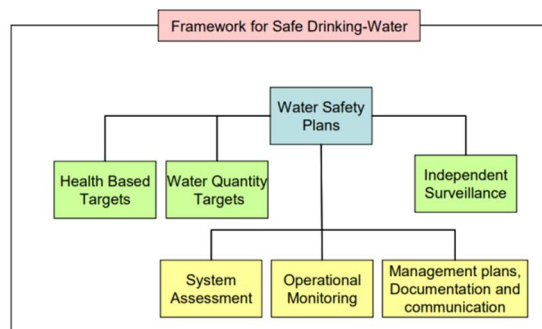 Framework for Safe Drinking-Water
Water Safety
Plans
Health Based
Targets
Water Quantity
Targets
Independent
Surveillance
System
Assessment
Operational
Monitoring
Management plans,
Documentation and
communication